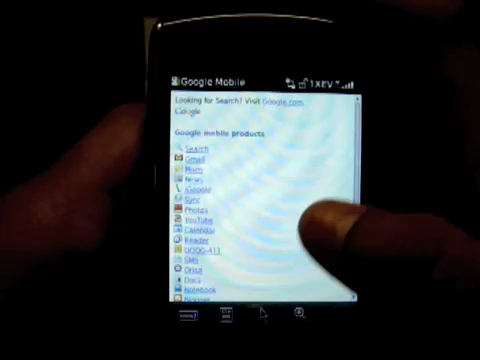 Google Mobile 1XEV
Looking for Search? Visit Google.com
Google
Google mobile products
Search
Gmail
Maps
News
iGoogle
Sync
Photos
YouTube
Calendar
Reader
GOOG-411
SMS
Orkut
Docs
Notebook
Blogger